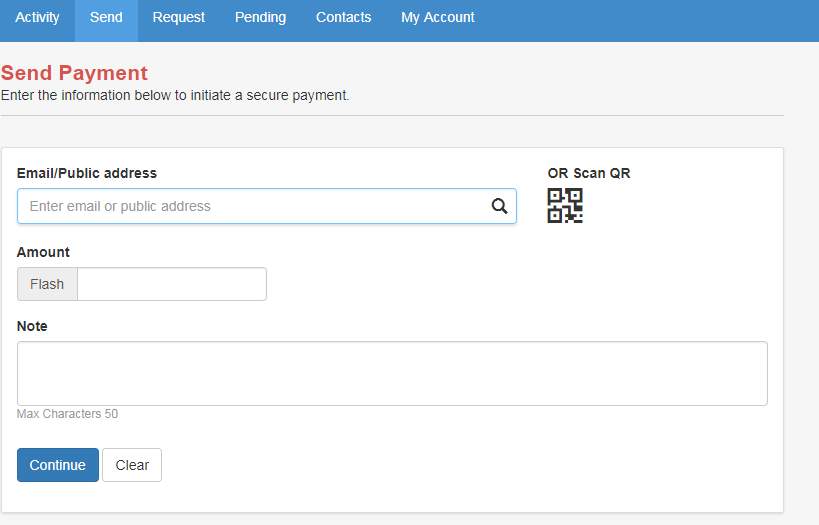 Activity Send Request Pending Contacts My Account
Send Payment
Enter the information below to initiate a secure payment.
Email/Public address OR Scan QR
Enter email or public address
Amount
Flash
Note
Max Characters 50
Continue Clear